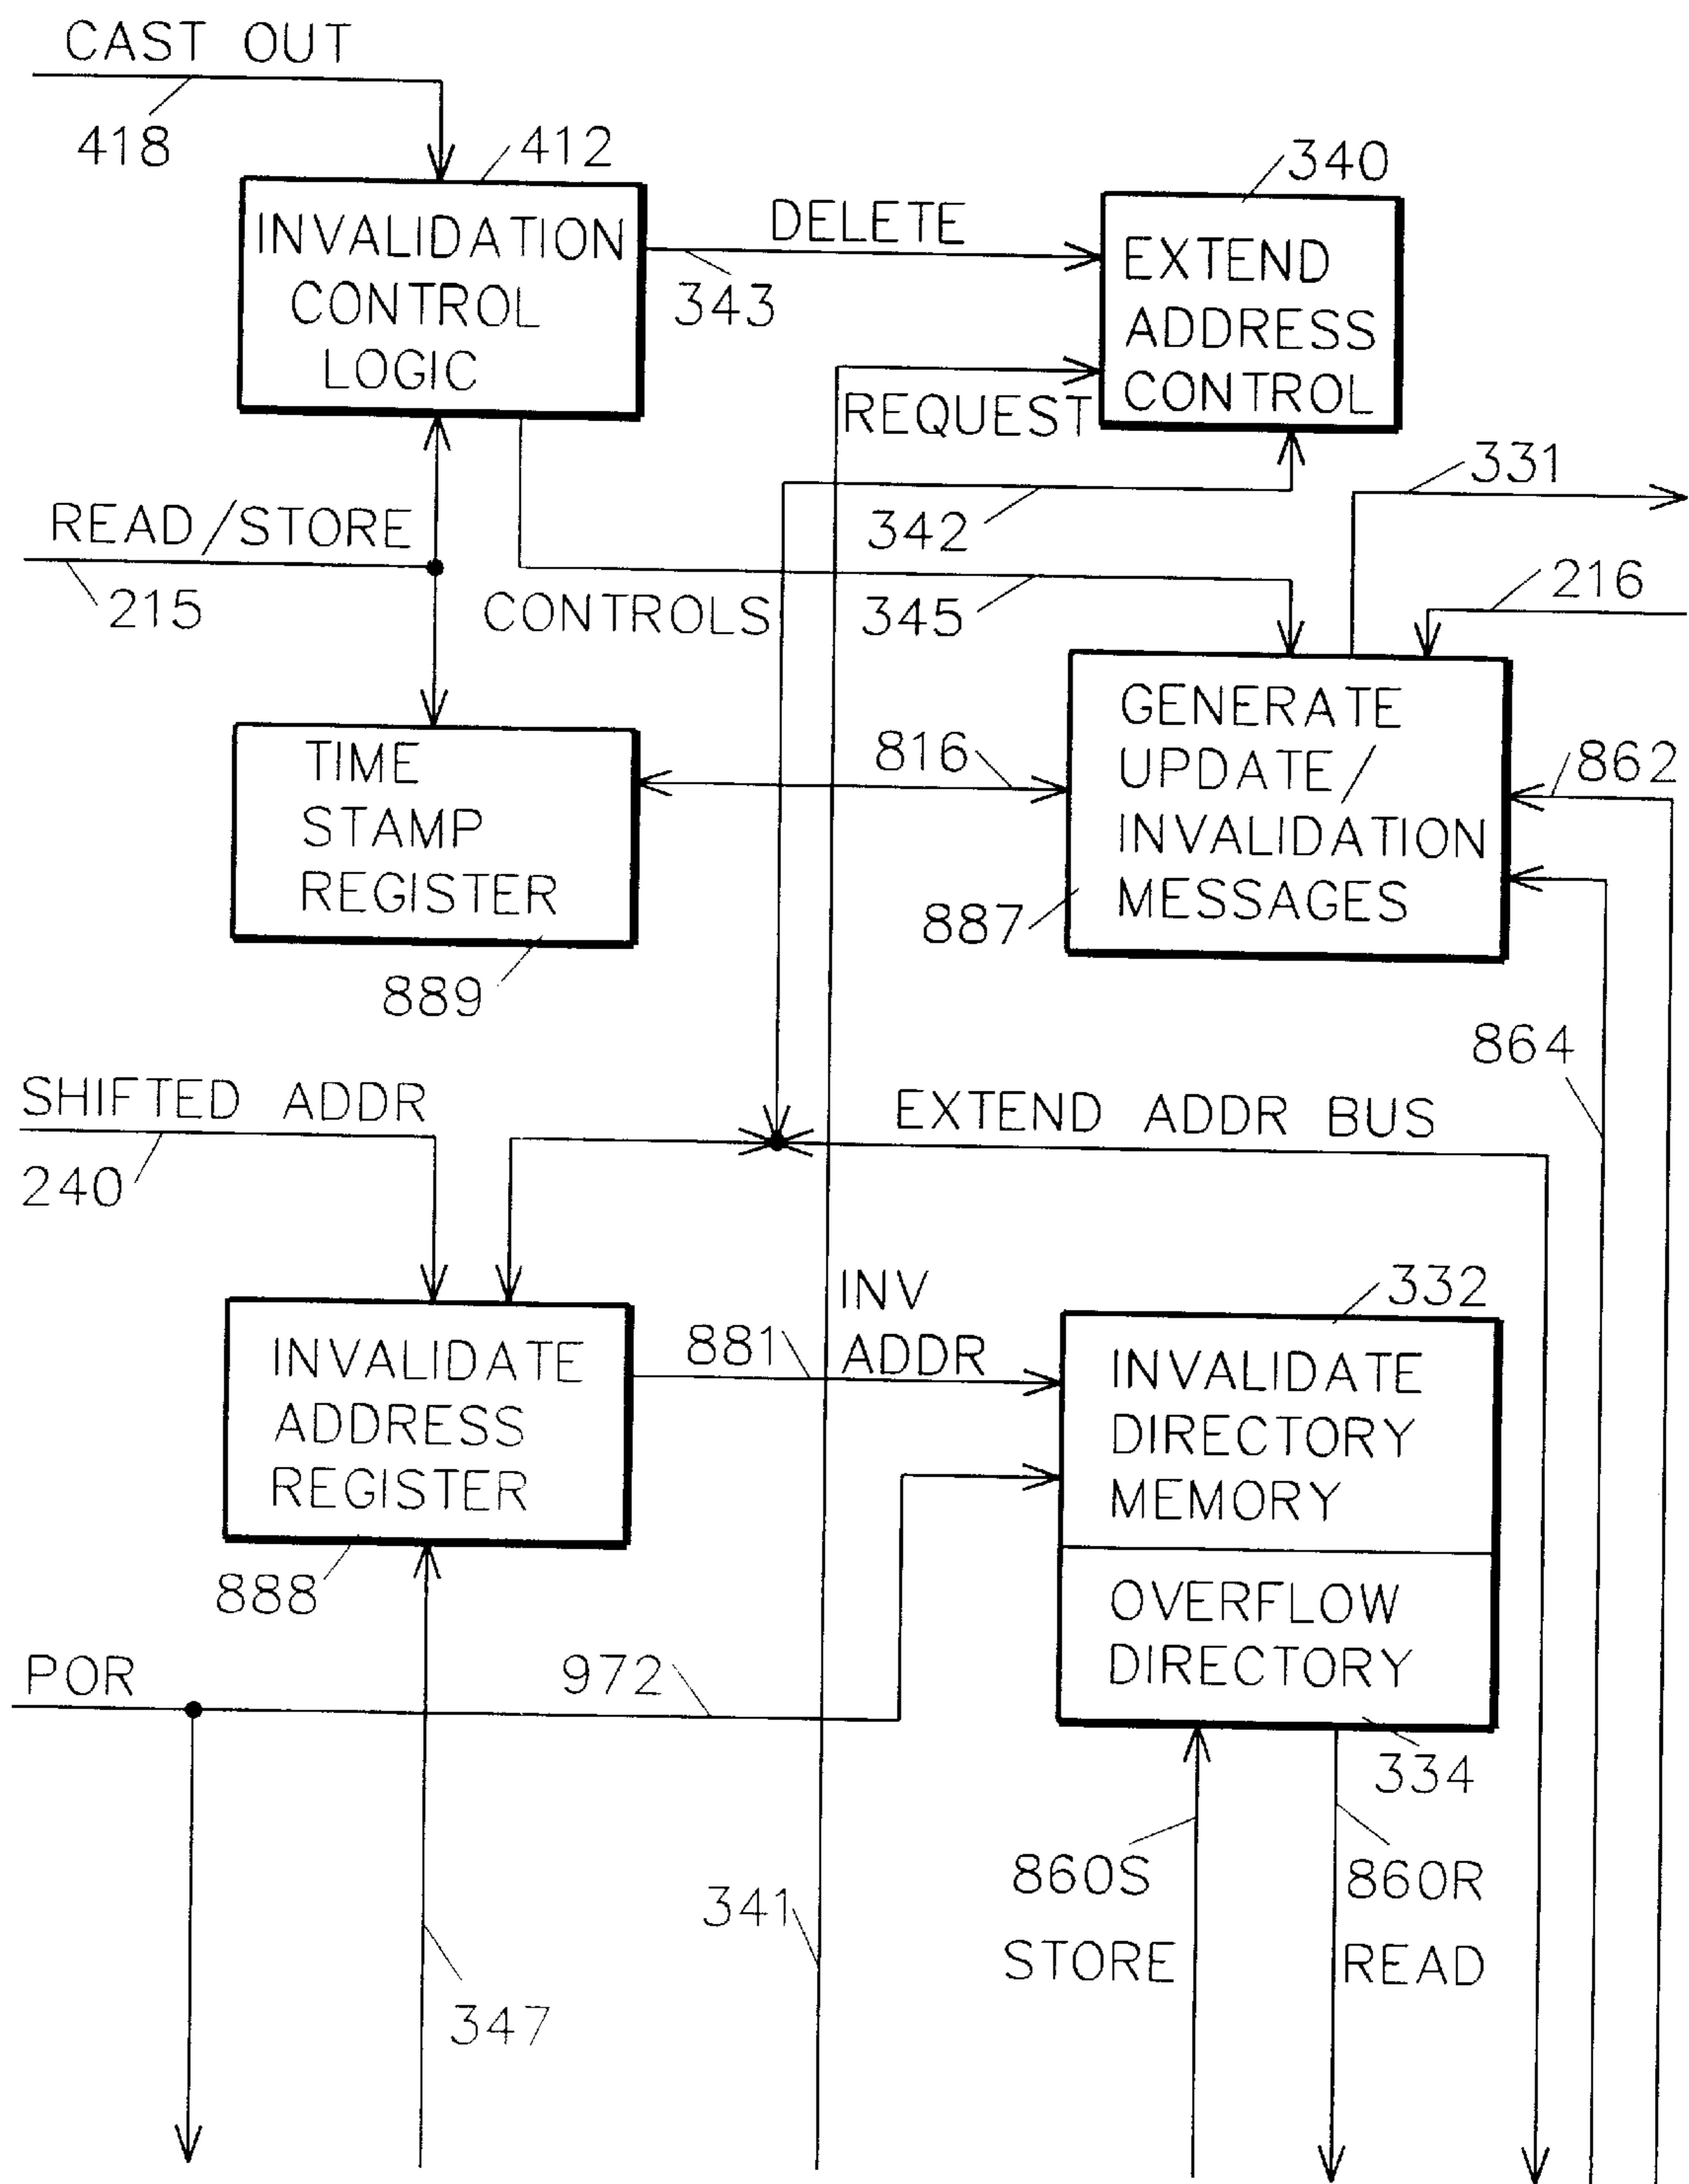 CAST OUT
418
412
340
INVALIDATION
CONTROL
LOGIC
DELETE
343
EXTEND
ADDRESS
CONTROL
REQUEST
331
READ/STORE
342
215
CONTROLS
345
216
TIME
STAMP
REGISTER
816
GENERATE
UPDATE/
INVALIDATION
MESSAGES
862
887
889
864
SHIFTED ADDR
EXTEND ADDR BUS
240
INV
ADDR
332
881
INVALIDATE
ADDRESS
REGISTER
INVALIDATE
DIRECTORY
MEMORY
888
OVERFLOW
DIRECTORY
POR
972
334
860S
860R
341
STORE
READ
347